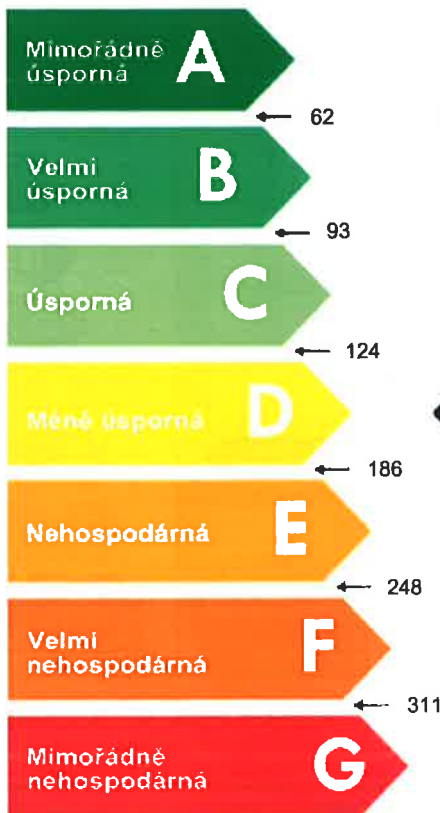 Mimořádně
úsporná
A
62
Velmi
úsporná
B
93
Úsporná
C
124
Méně úsporná
D
186
Nehospodárná
E
248
Velmi
nehospodárná
F
311
Mimořádně
nehospodárná
G